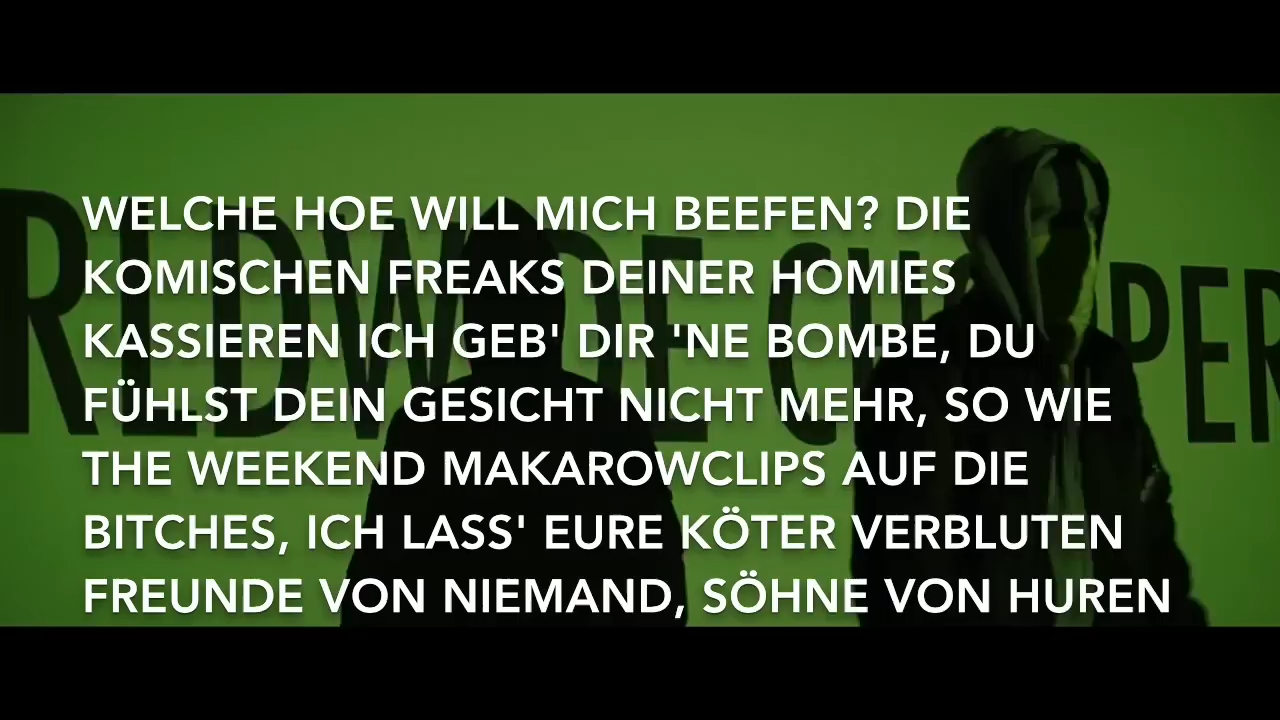 WELCHE HOE WILL MICH BEEFEN? DIE
KOMISCHEN FREAKS DEINER HOMIES
KASSIEREN ICH GEB' DIR 'NE BOMBE, DU
FÜHLST DEIN GESICHT NICHT MEHR, SO WIE
THE WEEKEND MAKAROWCLIPS AUF DIE
BITCHES, ICH LASS' EURE KÖTER VERBLUTEN
FREUNDE VON NIEMAND, SÖHNE VON HUREN